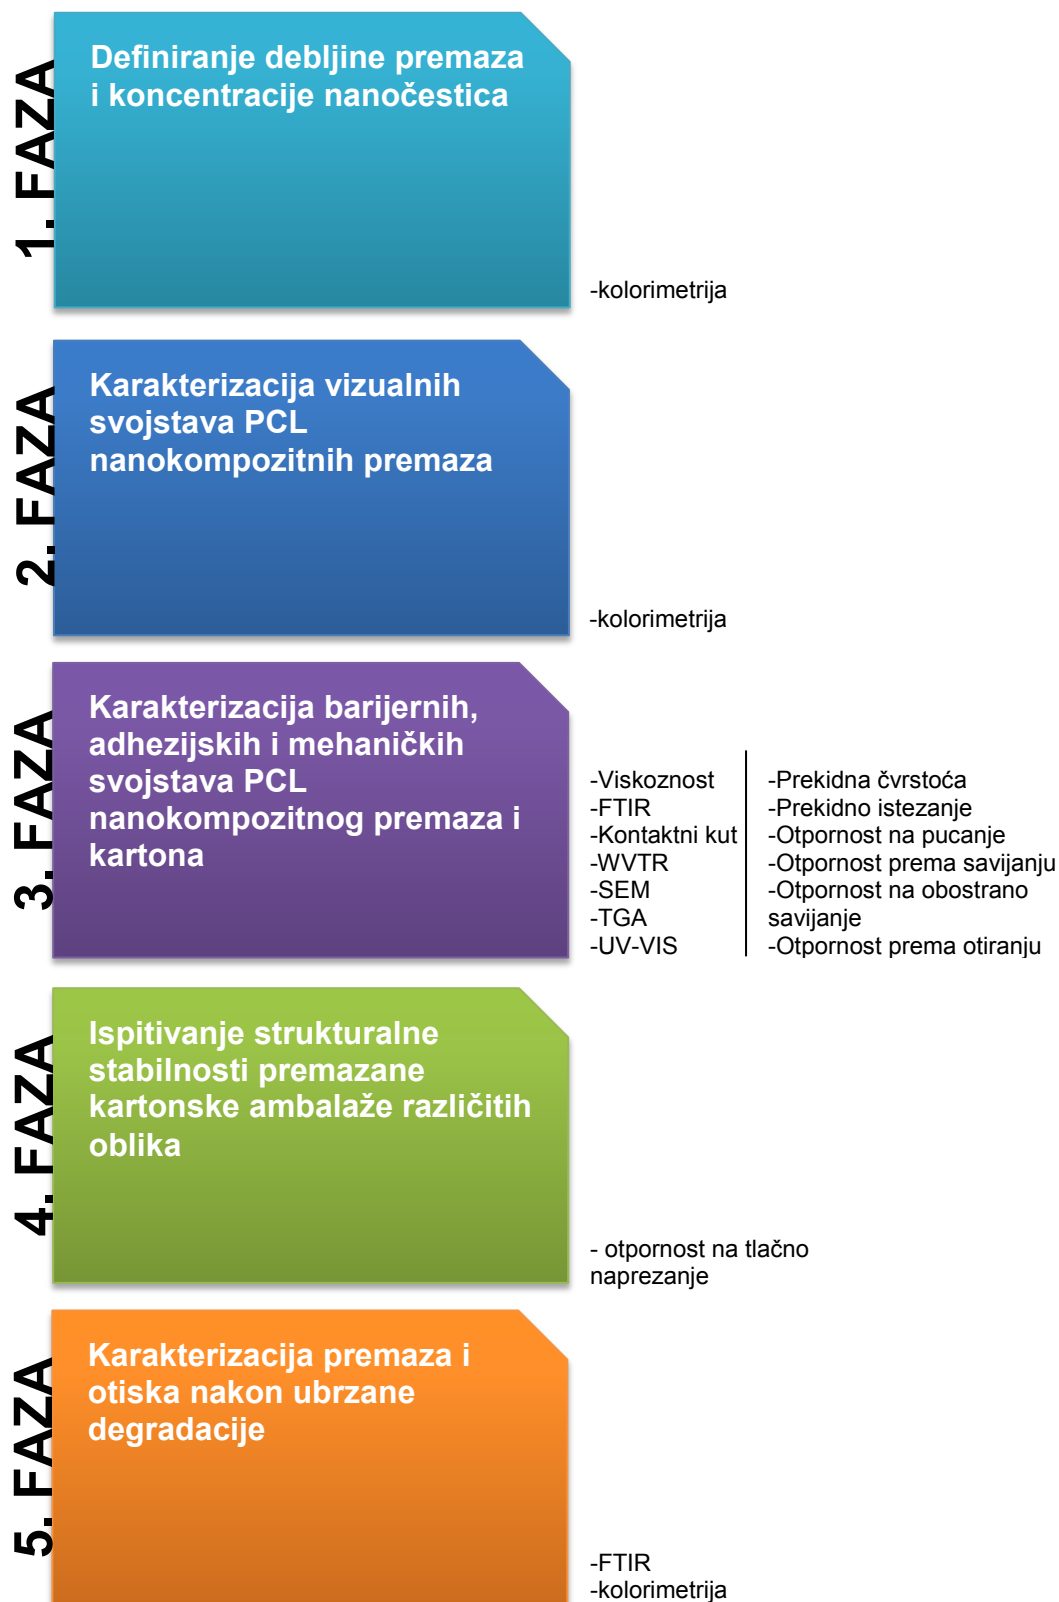 1. FAZA
Definiranje debljine premaza
i koncentracije nanočestica
-kolorimetrija
2. FAZA
Karakterizacija vizualnih
svojstava PCL
nanokompozitnih premaza
-kolorimetrija
3. FAZA
Karakterizacija barijernih,
adhezijskih i mehaničkih
svojstava PCL
nanokompozitnog premaza i
kartona
-Viskoznost
-FTIR
-Kontaktni kut
-WVTR
-SEM
-TGA
-UV-VIS
-Prekidna čvrstoća
-Prekidno istezanje
-Otpornost na pucanje
-Otpornost prema savijanju
-Otpornost na obostrano
savijanje
-Otpornost prema otiranju
4. FAZA
Ispitivanje strukturalne
stabilnosti premazane
kartonske ambalaže različitih
oblika
- otpornost na tlačno
naprezanje
5. FAZA
Karakterizacija premaza i
otiska nakon ubrzane
degradacije
-FTIR
-kolorimetrija